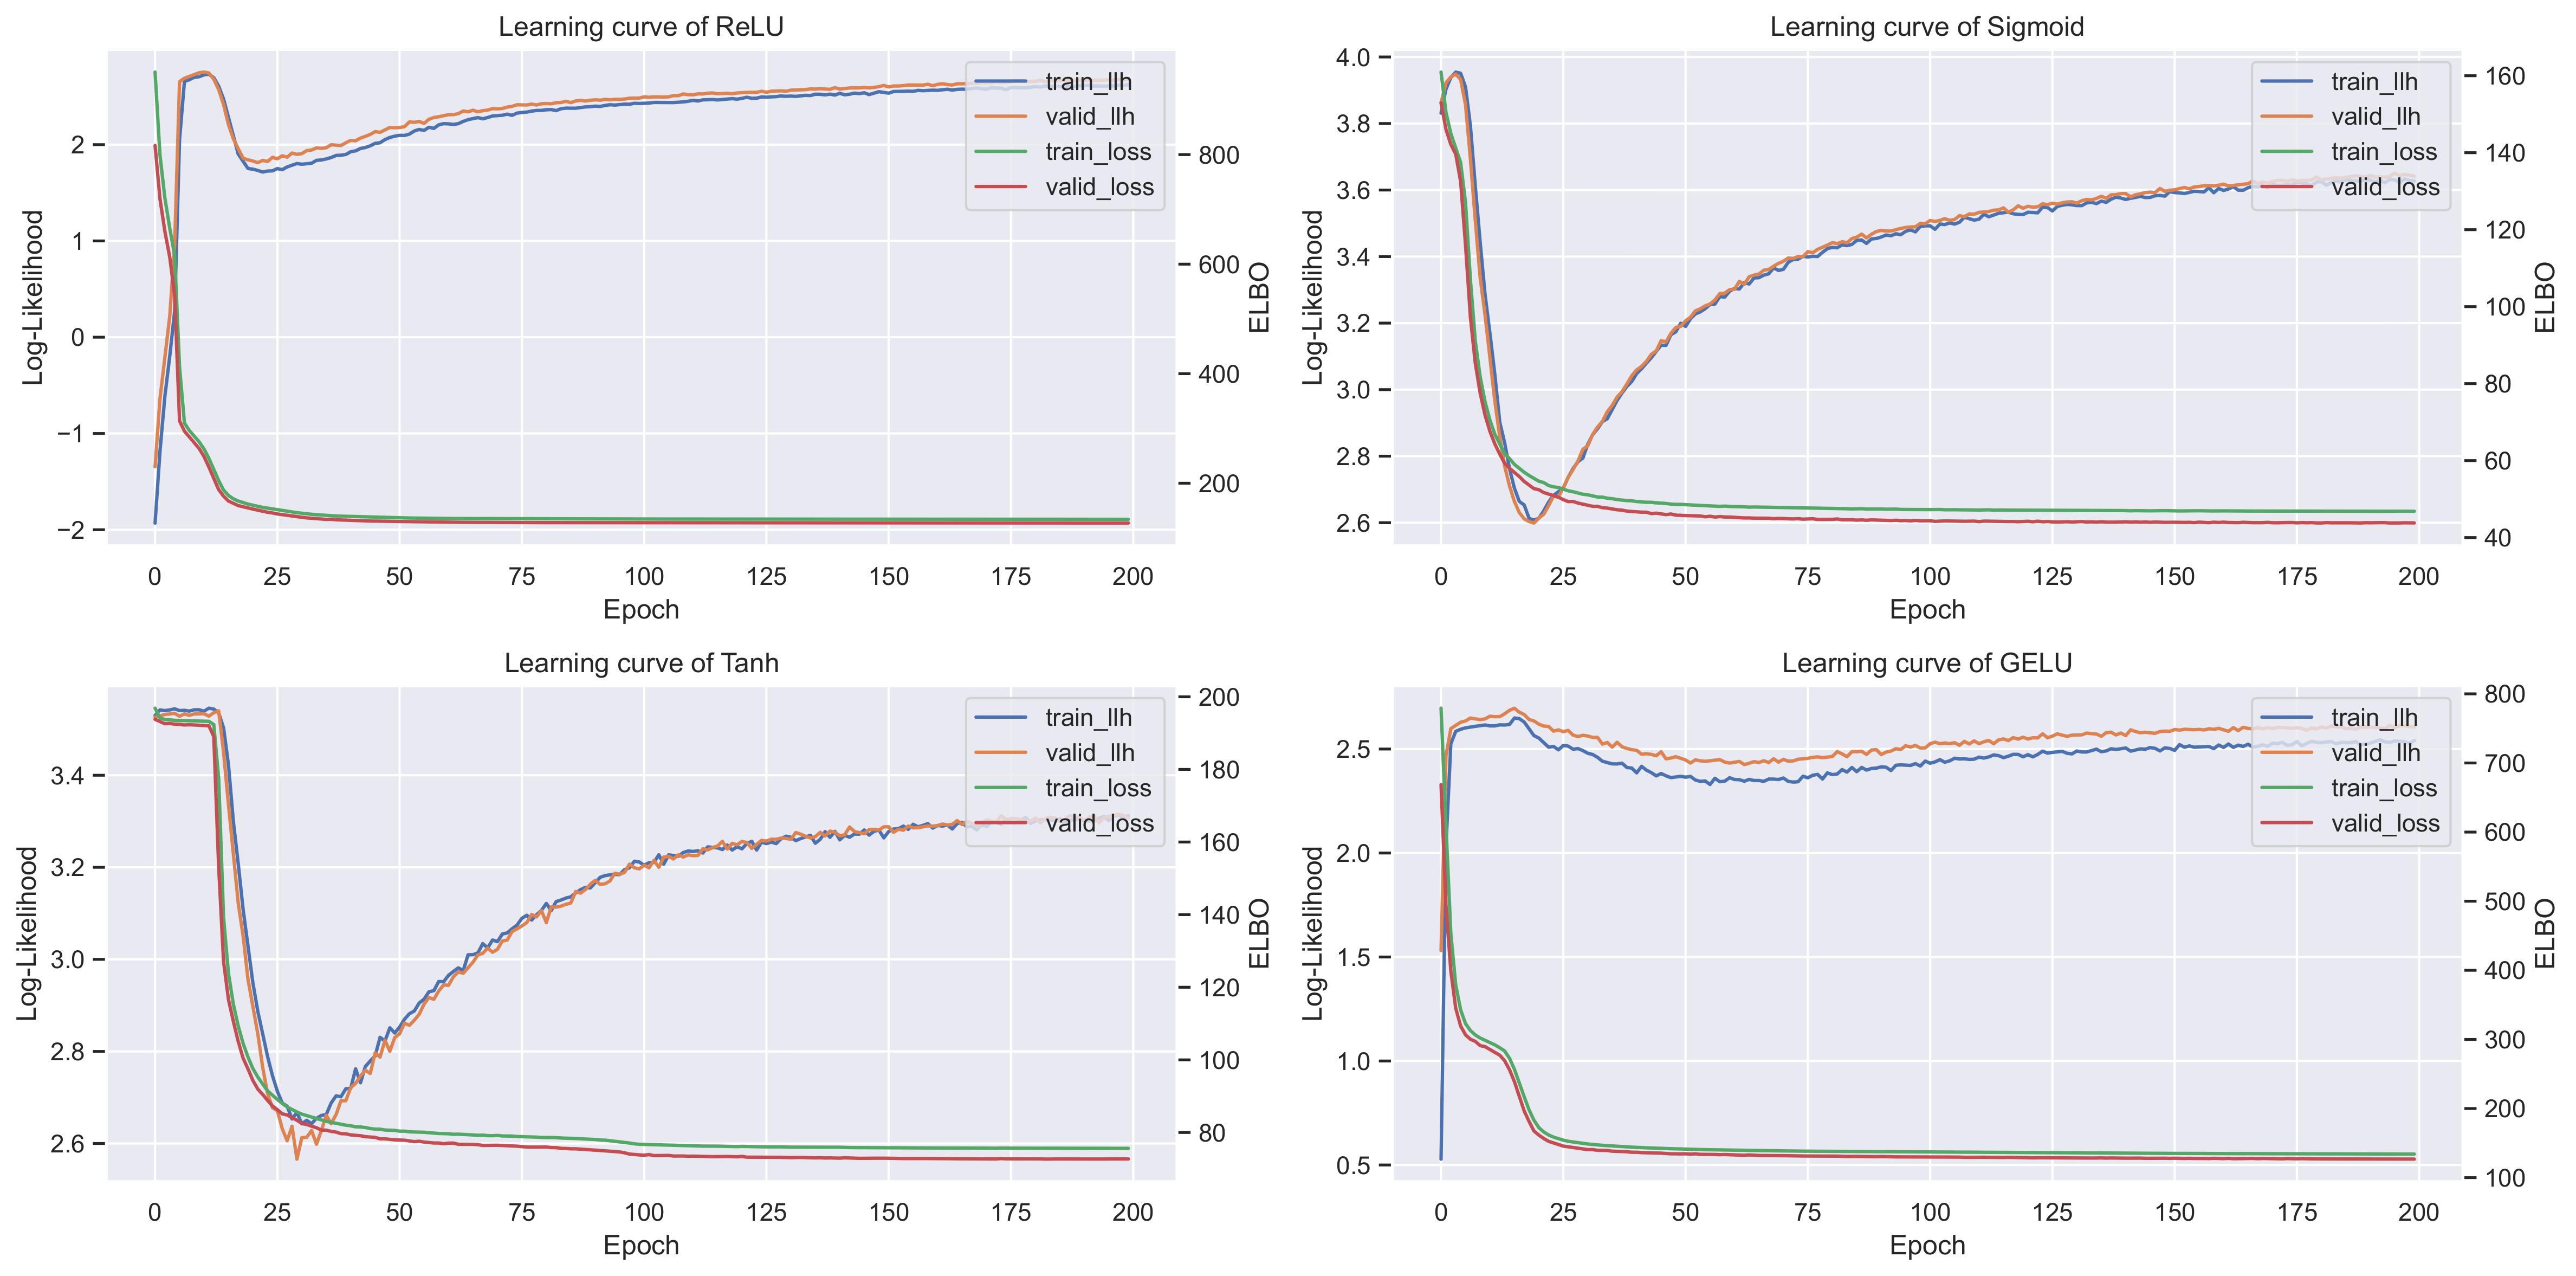 Learning curve of ReLU
Log-Likelihood
2
1
0
−1
−2
800
600
400
200
ELBO
0 25 50 75 100 125 150 175 200
Epoch
train_llh
valid_llh
train_loss
valid_loss
Learning curve of Sigmoid
Log-Likelihood
4.0
3.8
3.6
3.4
3.2
3.0
2.8
2.6
160
140
120
100
80
60
40
ELBO
0 25 50 75 100 125 150 175 200
Epoch
train_llh
valid_llh
train_loss
valid_loss
Learning curve of Tanh
Log-Likelihood
3.4
3.2
3.0
2.8
2.6
200
180
160
140
120
100
80
ELBO
0 25 50 75 100 125 150 175 200
Epoch
train_llh
valid_llh
train_loss
valid_loss
Learning curve of GELU
Log-Likelihood
2.5
2.0
1.5
1.0
0.5
800
700
600
500
400
300
200
100
ELBO
0 25 50 75 100 125 150 175 200
Epoch
train_llh
valid_llh
train_loss
valid_loss